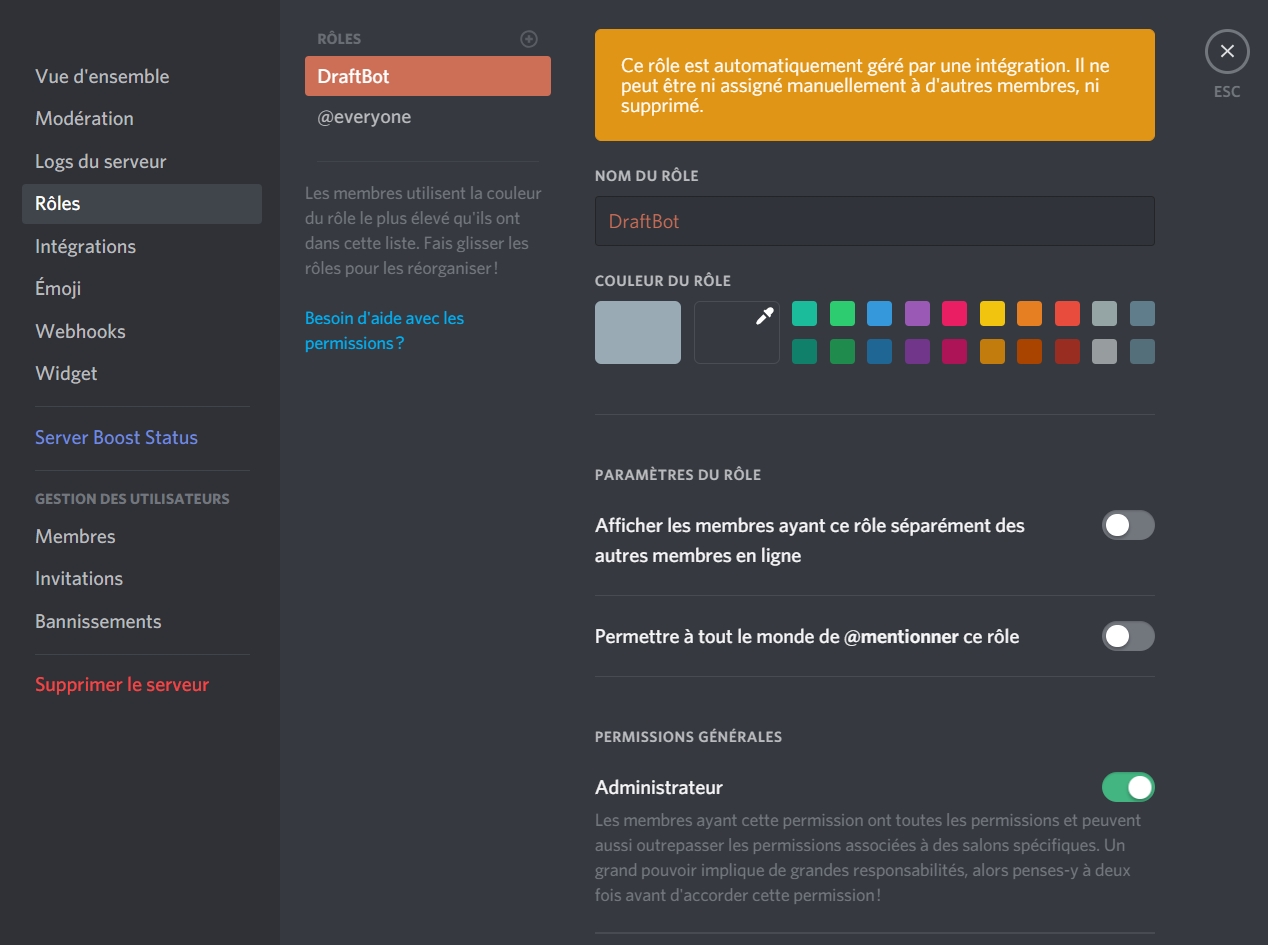 Vue d'ensemble
Modération
Logs du serveur
Rôles
Intégrations
Émoji
Webhooks
Widget
Server Boost Status
GESTION DES UTILISATEURS
Membres
Invitations
Bannissements
Supprimer le serveur
RÔLES
DraftBot
@everyone
Les membres utilisent la couleur
du rôle le plus élevé qu'ils ont
dans cette liste. Fais glisser les
rôles pour les réorganiser !
Besoin d'aide avec les
permissions ?
Ce rôle est automatiquement géré par une intégration. Il ne
peut être ni assigné manuellement à d'autres membres, ni
supprimé.
NOM DU RÔLE
DraftBot
COULEUR DU RÔLE
PARAMÈTRES DU RÔLE
Afficher les membres ayant ce rôle séparément des
autres membres en ligne
Permettre à tout le monde de @mentionner ce rôle
PERMISSIONS GÉNÉRALES
Administrateur
Les membres ayant cette permission ont toutes les permissions et peuvent
aussi outrepasser les permissions associées à des salons spécifiques. Un
grand pouvoir implique de grandes responsabilités, alors penses-y à deux
fois avant d'accorder cette permission !
ESC